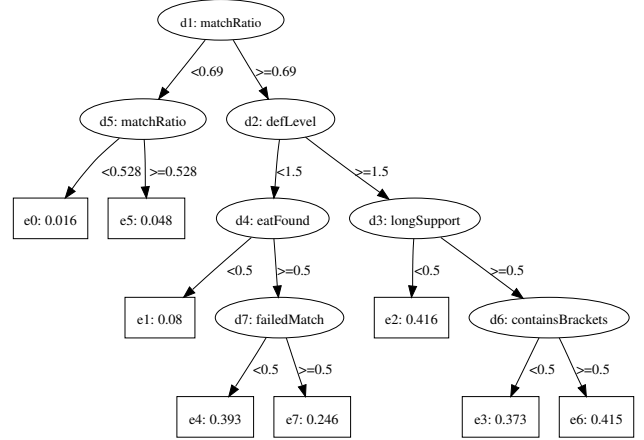 d1: matchRatio
<0.69
>=0.69
d5: matchRatio
d2: defLevel
<0.528
>=0.528
<1.5
>=1.5
e0: 0.016
e5: 0.048
d4: eatFound
d3: longSupport
<0.5
>=0.5
<0.5
>=0.5
e1: 0.08
d7: failedMatch
e2: 0.416
d6: containsBrackets
<0.5
>=0.5
<0.5
>=0.5
e4: 0.393
e7: 0.246
e3: 0.373
e6: 0.415